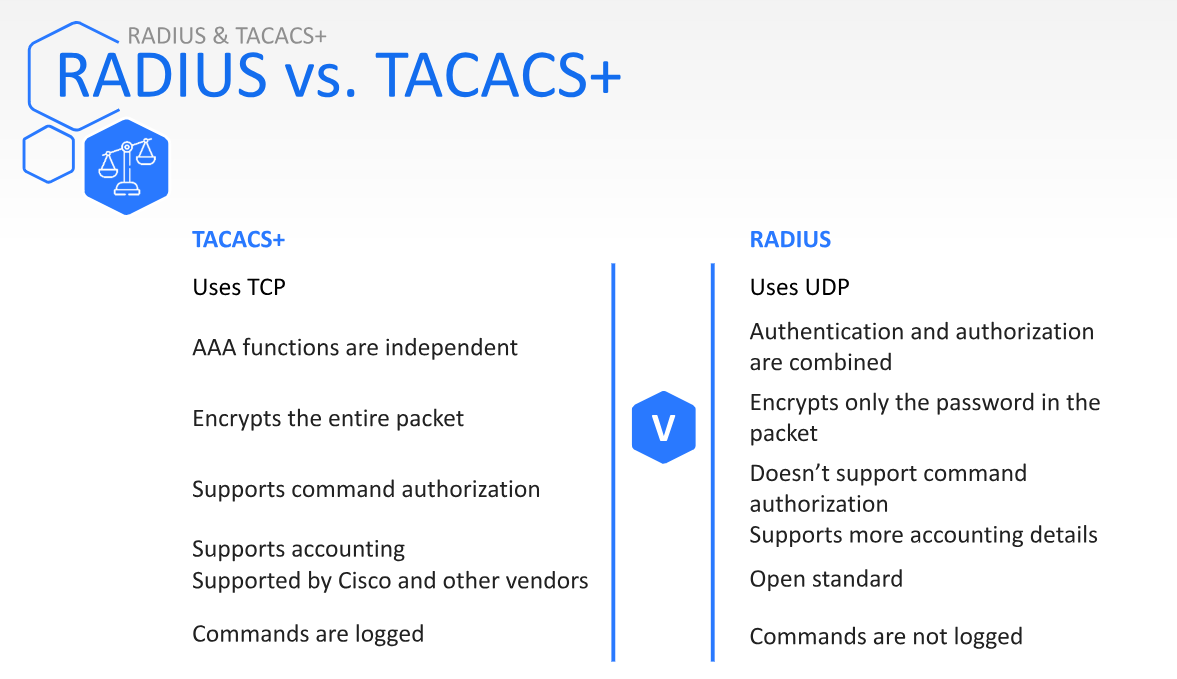 RADIUS & TACACS+
RADIUS vs. TACACS+
TACACS+
Uses TCP
AAA functions are independent
Encrypts the entire packet
Supports command authorization
Supports accounting
Supported by Cisco and other vendors
Commands are logged
V
RADIUS
Uses UDP
Authentication and authorization
are combined
Encrypts only the password in the
packet
Doesn’t support command
authorization
Supports more accounting details
Open standard
Commands are not logged